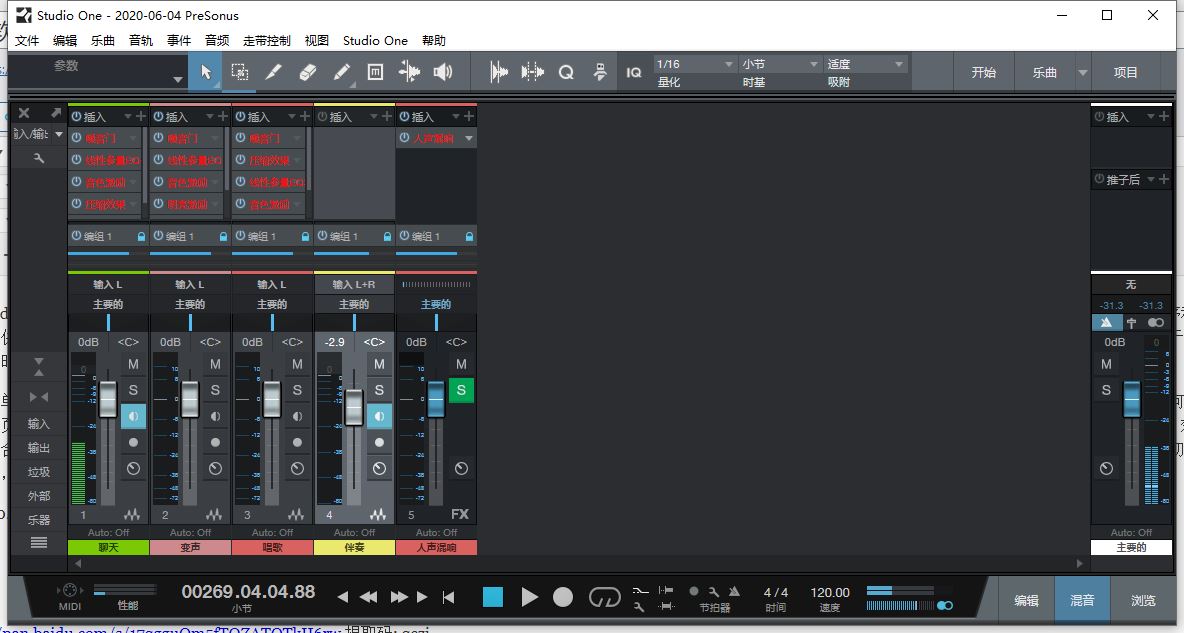 Studio One - 2020-06-04 PreSonus
文件 编辑 乐曲 音轨 事件 音频 走带控制 视图 Studio One 帮助
参数
IQ 1/16 小节 适度
量化 时基 吸附
开始 乐曲 项目
插入 插入 插入 插入 插入 插入
输入/输出
噪音门 噪音门 噪音门 人声混响
线性参量EQ 线性参量EQ 压缩效果
音色激励 音色激励 线性参量EQ 推子后
压缩效果 明亮激励 音色激励
编组 1 编组 1 编组 1 编组 1 编组 1
输入 L 输入 L 输入 L 输入 L+R 无
主要的 主要的 主要的 主要的 主要的 -31.3 -31.3
0dB <C> 0dB <C> 0dB <C> -2.9 <C> 0dB <C> 0dB
M M M M M M
S S S S S S
输入
输出
垃圾
外部
乐器
1 2 3 4 5 FX
Auto: Off Auto: Off Auto: Off Auto: Off Auto: Off Auto: Off
聊天 变声 唱歌 伴奏 人声混响 主要的
MIDI 性能 00269.04.04.88 小节 节拍器 4 / 4 时间 120.00 速度 编辑 混音 浏览